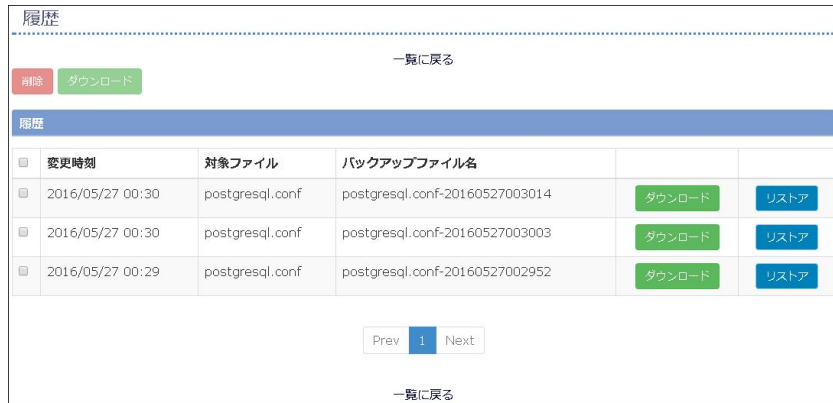 履歴
一覧に戻る
削除 ダウンロード
履歴
変更時刻 対象ファイル バックアップファイル名
2016/05/27 00:30 postgresql.conf postgresql.conf-20160527003014 ダウンロード リストア
2016/05/27 00:30 postgresql.conf postgresql.conf-20160527003003 ダウンロード リストア
2016/05/27 00:29 postgresql.conf postgresql.conf-20160527002952 ダウンロード リストア
Prev 1 Next
一覧に戻る